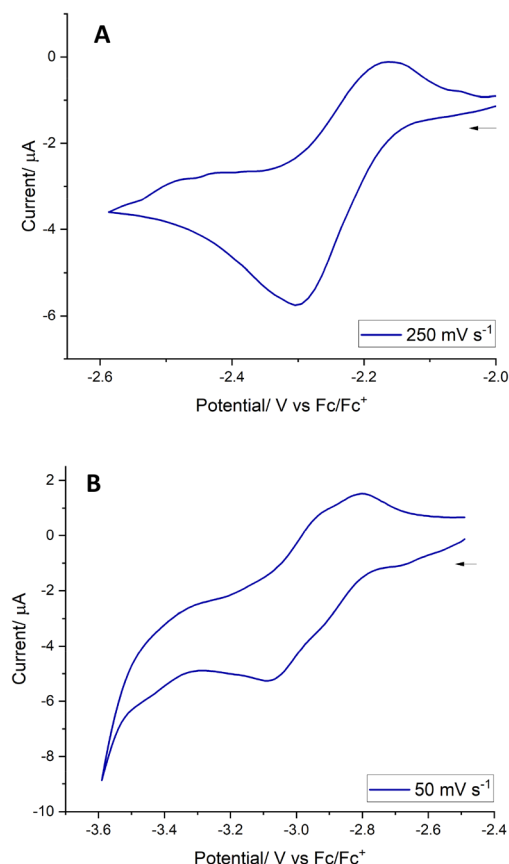 A
0
-2
-4
-6
Current/ μA
250 mV s⁻¹
-2.6 -2.4 -2.2 -2.0
Potential/ V vs Fc/Fc⁺
B
2
0
-2
-4
-6
-8
-10
Current/ μA
50 mV s⁻¹
-3.6 -3.4 -3.2 -3.0 -2.8 -2.6 -2.4
Potential/ V vs Fc/Fc⁺